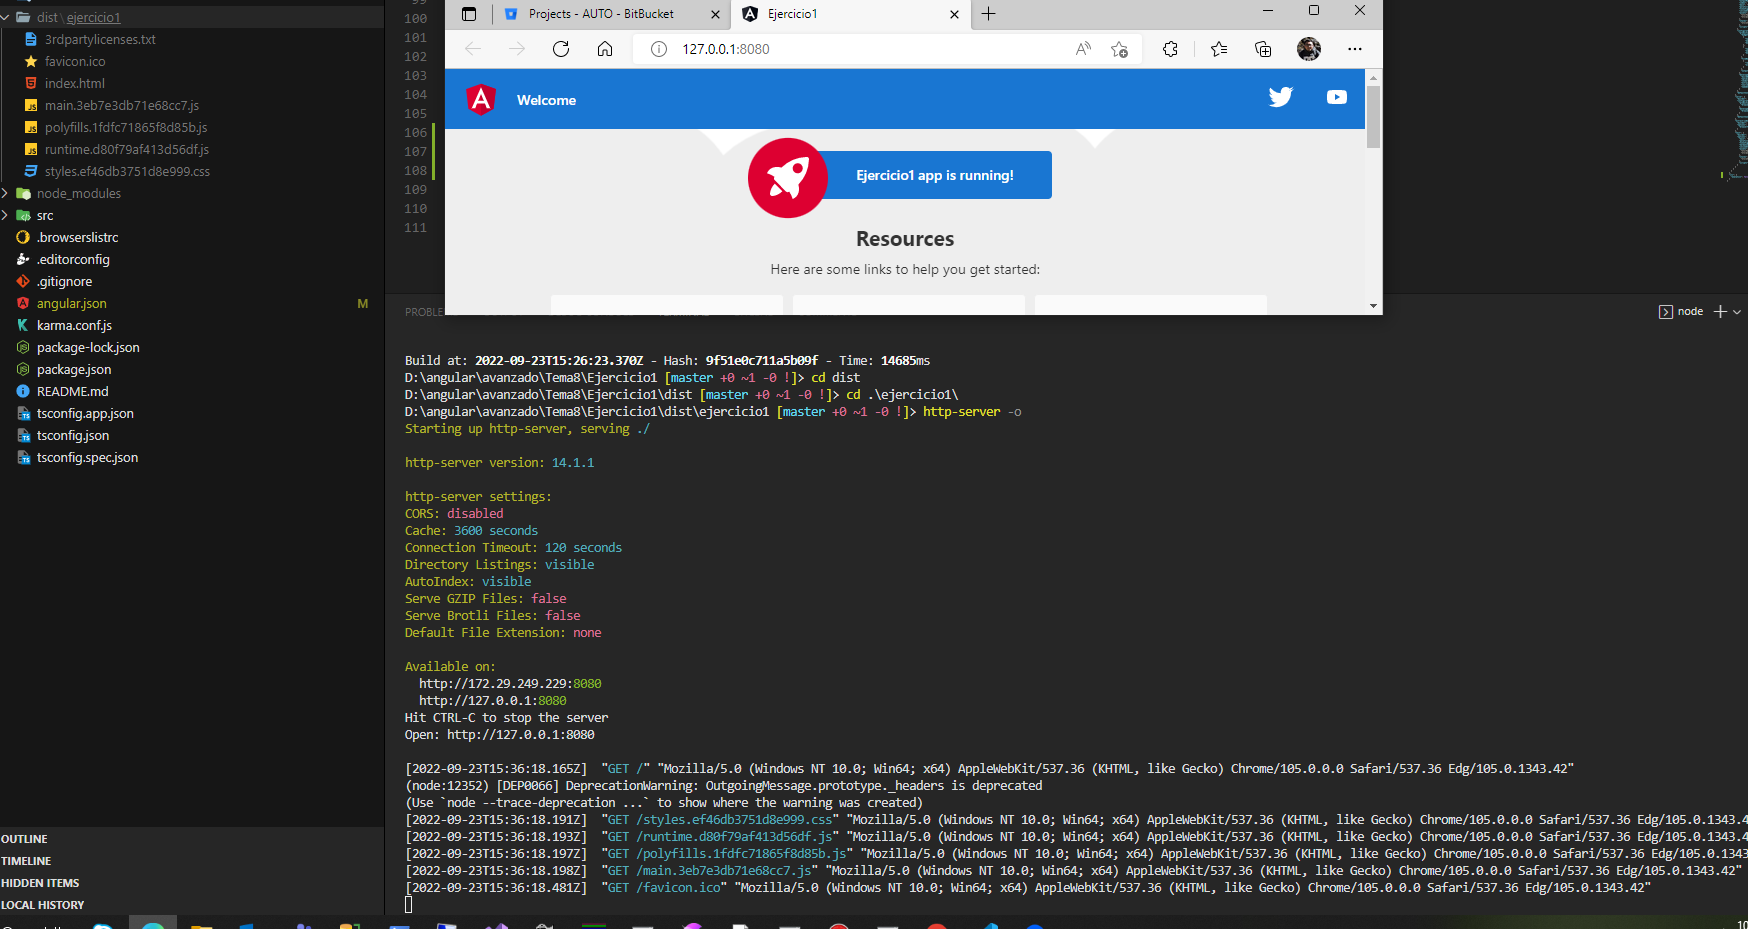 dist \ ejercicio1
3rdpartylicenses.txt
favicon.ico
index.html
main.3eb7e3db71e68cc7.js
polyfills.1fdfc71865f8d85b.js
runtime.d80f79af413d56df.js
styles.ef46db3751d8e999.css
node_modules
src
.browserslistrc
.editorconfig
.gitignore
angular.json M
karma.conf.js
package-lock.json
package.json
README.md
tsconfig.app.json
tsconfig.json
tsconfig.spec.json
OUTLINE
TIMELINE
HIDDEN ITEMS
LOCAL HISTORY
100
101
102
103
104
105
106
107
108
109
110
111
Projects - AUTO - BitBucket
Ejercicio1
127.0.0.1:8080
Welcome
Ejercicio1 app is running!
Resources
Here are some links to help you get started:
PROBLE
node
Build at: 2022-09-23T15:26:23.370Z - Hash: 9f51e0c711a5b09f - Time: 14685ms
D:\angular\avanzado\Tema8\Ejercicio1 [master +0 ~1 -0 !]> cd dist
D:\angular\avanzado\Tema8\Ejercicio1\dist [master +0 ~1 -0 !]> cd .\ejercicio1\
D:\angular\avanzado\Tema8\Ejercicio1\dist\ejercicio1 [master +0 ~1 -0 !]> http-server -o
Starting up http-server, serving ./
http-server version: 14.1.1
http-server settings:
CORS: disabled
Cache: 3600 seconds
Connection Timeout: 120 seconds
Directory Listings: visible
AutoIndex: visible
Serve GZIP Files: false
Serve Brotli Files: false
Default File Extension: none
Available on:
http://172.29.249.229:8080
http://127.0.0.1:8080
Hit CTRL-C to stop the server
Open: http://127.0.0.1:8080
[2022-09-23T15:36:18.165Z] "GET /" "Mozilla/5.0 (Windows NT 10.0; Win64; x64) AppleWebKit/537.36 (KHTML, like Gecko) Chrome/105.0.0.0 Safari/537.36 Edg/105.0.1343.42"
(node:12352) [DEP0066] DeprecationWarning: OutgoingMessage.prototype._headers is deprecated
(Use `node --trace-deprecation ...` to show where the warning was created)
[2022-09-23T15:36:18.191Z] "GET /styles.ef46db3751d8e999.css" "Mozilla/5.0 (Windows NT 10.0; Win64; x64) AppleWebKit/537.36 (KHTML, like Gecko) Chrome/105.0.0.0 Safari/537.36 Edg/105.0.1343.4
[2022-09-23T15:36:18.193Z] "GET /runtime.d80f79af413d56df.js" "Mozilla/5.0 (Windows NT 10.0; Win64; x64) AppleWebKit/537.36 (KHTML, like Gecko) Chrome/105.0.0.0 Safari/537.36 Edg/105.0.1343.4
[2022-09-23T15:36:18.197Z] "GET /polyfills.1fdfc71865f8d85b.js" "Mozilla/5.0 (Windows NT 10.0; Win64; x64) AppleWebKit/537.36 (KHTML, like Gecko) Chrome/105.0.0.0 Safari/537.36 Edg/105.0.1343
[2022-09-23T15:36:18.198Z] "GET /main.3eb7e3db71e68cc7.js" "Mozilla/5.0 (Windows NT 10.0; Win64; x64) AppleWebKit/537.36 (KHTML, like Gecko) Chrome/105.0.0.0 Safari/537.36 Edg/105.0.1343.42"
[2022-09-23T15:36:18.481Z] "GET /favicon.ico" "Mozilla/5.0 (Windows NT 10.0; Win64; x64) AppleWebKit/537.36 (KHTML, like Gecko) Chrome/105.0.0.0 Safari/537.36 Edg/105.0.1343.42"